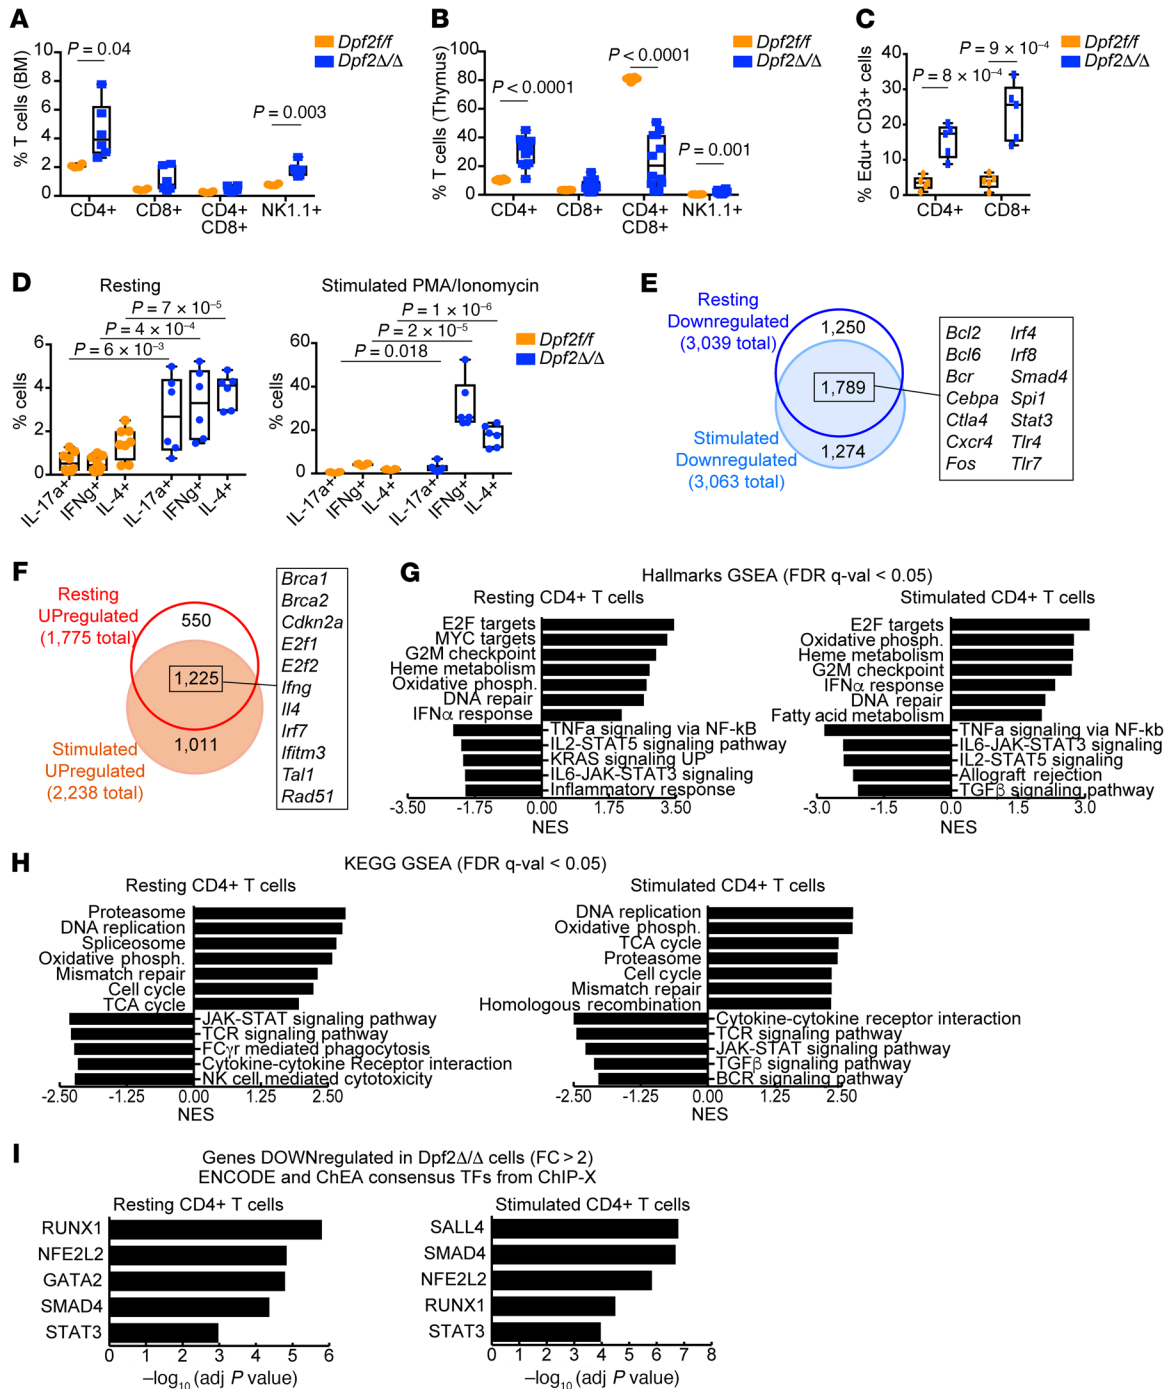 A
P = 0.04
P = 0.003
Dpf2f/f
Dpf2Δ/Δ
% T cells (BM)
10
8
6
4
2
0
CD4+
CD8+
CD4+
CD8+
NK1.1+
B
P < 0.0001
P < 0.0001
P = 0.001
Dpf2f/f
Dpf2Δ/Δ
% T cells (Thymus)
100
80
60
40
20
0
CD4+
CD8+
CD4+
CD8+
NK1.1+
C
Dpf2f/f
Dpf2Δ/Δ
P = 9 × 10-4
P = 8 × 10-4
% Edu+ CD3+ cells
40
30
20
10
0
CD4+
CD8+
D
Resting
P = 7 × 10-5
P = 4 × 10-4
P = 6 × 10-3
% cells
6
4
2
0
IL-17a+
IFNg+
IL-4+
IL-17a+
IFNg+
IL-4+
Stimulated PMA/Ionomycin
P = 1 × 10-6
P = 2 × 10-5
P = 0.018
Dpf2f/f
Dpf2Δ/Δ
% cells
60
40
20
0
IL-17a+
IFNg+
IL-4+
IL-17a+
IFNg+
IL-4+
E
Resting
Downregulated
(3,039 total)
1,250
1,789
1,274
Stimulated
Downregulated
(3,063 total)
Bcl2 Irf4
Bcl6 Irf8
Bcr Smad4
Cebpa Spi1
Ctla4 Stat3
Cxcr4 Tlr4
Fos Tlr7
F
Resting
UPregulated
(1,775 total)
550
1,225
1,011
Stimulated
UPregulated
(2,238 total)
Brca1
Brca2
Cdkn2a
E2f1
E2f2
Ifng
Il4
Irf7
Ifitm3
Tal1
Rad51
G
Hallmarks GSEA (FDR q-val < 0.05)
Resting CD4+ T cells
E2F targets
MYC targets
G2M checkpoint
Heme metabolism
Oxidative phosph.
DNA repair
IFNα response
TNFa signaling via NF-kB
IL2-STAT5 signaling pathway
KRAS signaling UP
IL6-JAK-STAT3 signaling
Inflammatory response
-3.50 -1.75 0.00 1.75 3.50
NES
Stimulated CD4+ T cells
E2F targets
Oxidative phosph.
Heme metabolism
G2M checkpoint
IFNα response
DNA repair
Fatty acid metabolism
TNFa signaling via NF-kb
IL6-JAK-STAT3 signaling
IL2-STAT5 signaling
Allograft rejection
TGFβ signaling pathway
-3.0 -1.5 0.00 1.5 3.0
NES
H
KEGG GSEA (FDR q-val < 0.05)
Resting CD4+ T cells
Proteasome
DNA replication
Spliceosome
Oxidative phosph.
Mismatch repair
Cell cycle
TCA cycle
JAK-STAT signaling pathway
TCR signaling pathway
FCγr mediated phagocytosis
Cytokine-cytokine Receptor interaction
NK cell mediated cytotoxicity
-2.50 -1.25 0.00 1.25 2.50
NES
Stimulated CD4+ T cells
DNA replication
Oxidative phosph.
TCA cycle
Proteasome
Cell cycle
Mismatch repair
Homologous recombination
Cytokine-cytokine receptor interaction
TCR signaling pathway
JAK-STAT signaling pathway
TGFβ signaling pathway
BCR signaling pathway
-2.50 -1.25 0.00 1.25 2.50
NES
I
Genes DOWNregulated in Dpf2Δ/Δ cells (FC > 2)
ENCODE and ChEA consensus TFs from ChIP-X
Resting CD4+ T cells
RUNX1
NFE2L2
GATA2
SMAD4
STAT3
0 1 2 3 4 5 6
–log10 (adj P value)
Stimulated CD4+ T cells
SALL4
SMAD4
NFE2L2
RUNX1
STAT3
0 1 2 3 4 5 6 7 8
–log10 (adj P value)